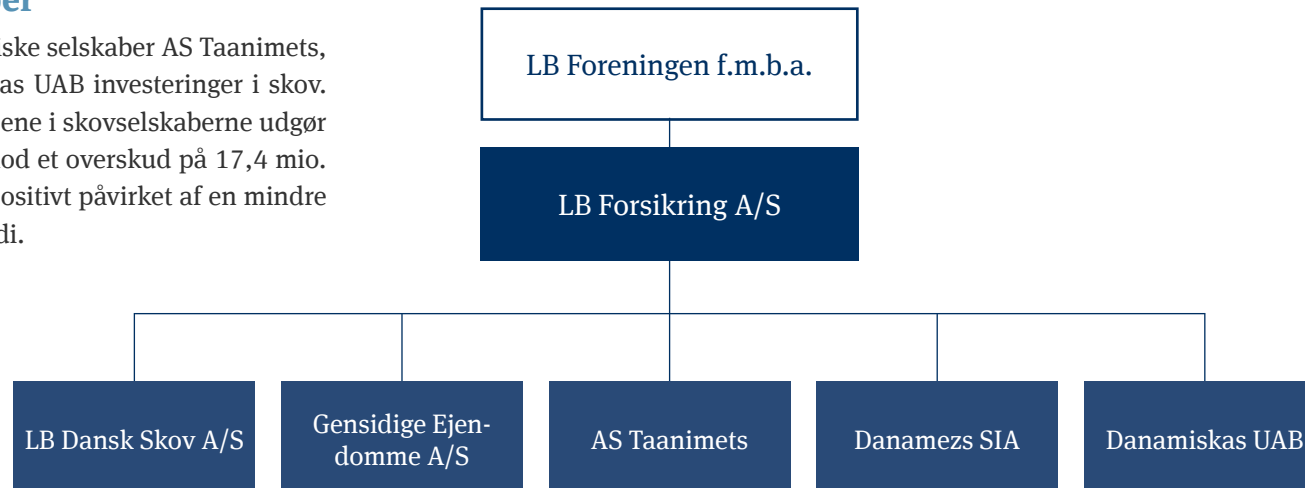 iske selskaber AS Taanimets,
as UAB investeringer i skov.
ene i skovselskaberne udgør
od et overskud på 17,4 mio.
ositivt påvirket af en mindre
di.
LB Foreningen f.m.b.a.
LB Forsikring A/S
LB Dansk Skov A/S
Gensidige Ejen-
domme A/S
AS Taanimets
Danamezs SIA
Danamiskas UAB